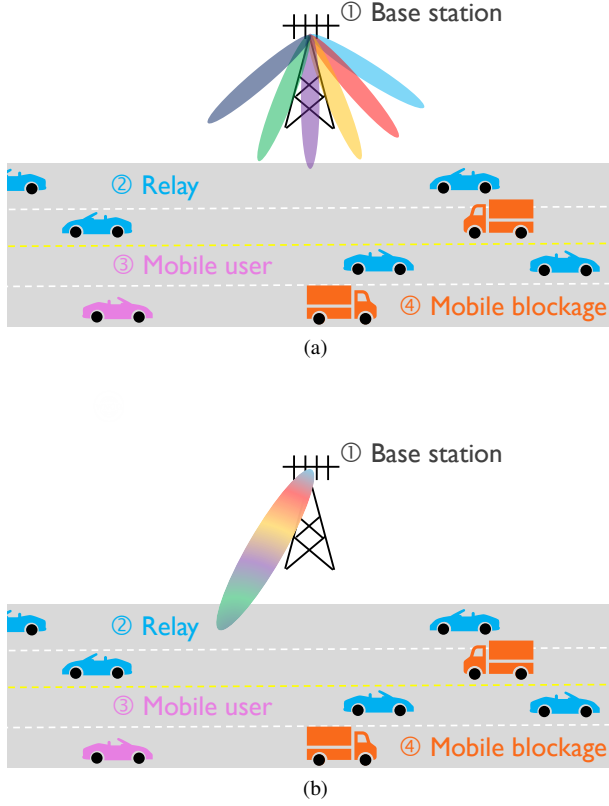 ① Base station
② Relay
③ Mobile user
④ Mobile blockage
(a)
① Base station
② Relay
③ Mobile user
④ Mobile blockage
(b)